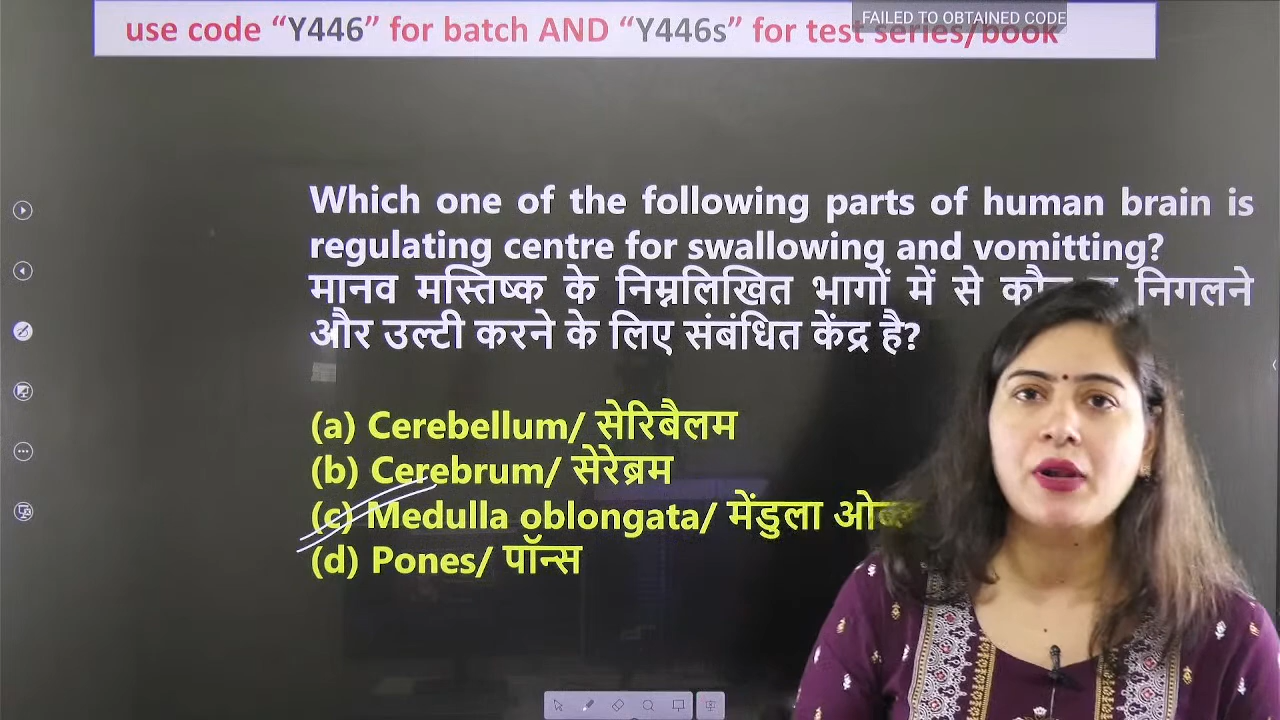 use code “Y446” for batch AND “Y446s” for test series/book
FAILED TO OBTAINED CODE
Which one of the following parts of human brain is
regulating centre for swallowing and vomitting?
मानव मस्तिष्क के निम्नलिखित भागों में से निगलने
और उल्टी करने के लिए संबंधित केंद्र है?
(a) Cerebellum/ सेरिबैलम
(b) Cerebrum/ सेरेब्रम
(c) Medulla oblongata/ मेंडुला
(d) Pones/ पॉन्स